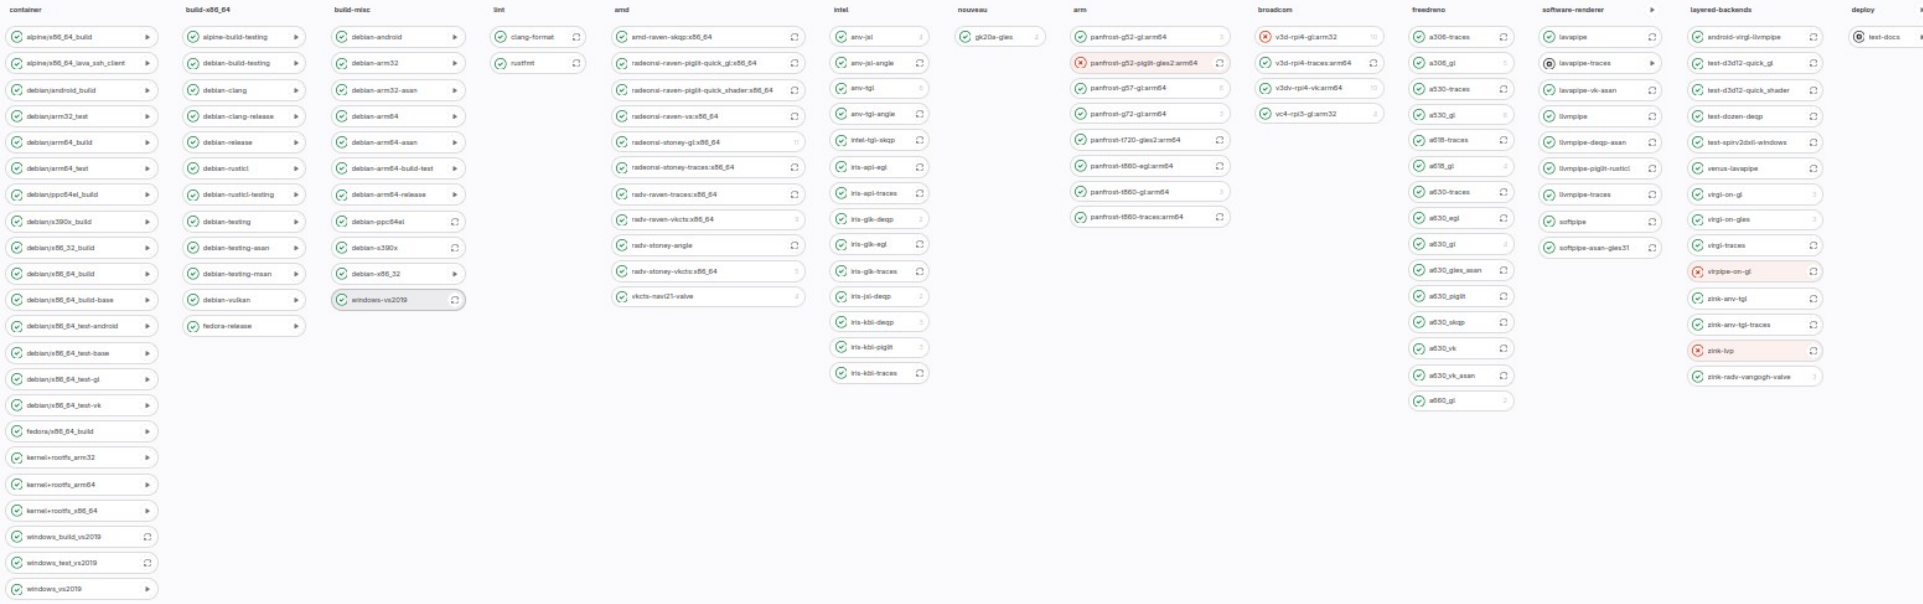 container
alpine/x86_64_build
alpine/x86_64_lava_ssh_client
debian/android_build
debian/arm32_test
debian/arm64_build
debian/arm64_test
debian/ppc64el_build
debian/s390x_build
debian/x86_32_build
debian/x86_64_build
debian/x86_64_build-base
debian/x86_64_test-android
debian/x86_64_test-base
debian/x86_64_test-gl
debian/x86_64_test-vk
fedora/x86_64_build
kernel+rootfs_arm32
kernel+rootfs_arm64
kernel+rootfs_x86_64
windows_build_vs2019
windows_test_vs2019
windows_vs2019
build-x86_64
alpine-build-testing
debian-build-testing
debian-clang
debian-clang-release
debian-release
debian-rusticl
debian-rusticl-testing
debian-testing
debian-testing-asan
debian-testing-msan
debian-vulkan
fedora-release
build-misc
debian-android
debian-arm32
debian-arm32-asan
debian-arm64
debian-arm64-asan
debian-arm64-build-test
debian-arm64-release
debian-ppc64el
debian-s390x
debian-x86_32
windows-vs2019
lint
clang-format
rustfmt
amd
amd-raven-skqp:x86_64
radeonsi-raven-piglit-quick_gl:x86_64
radeonsi-raven-piglit-quick_shader:x86_64
radeonsi-raven-va:x86_64
radeonsi-stoney-gl:x86_64
radeonsi-stoney-traces:x86_64
radv-raven-traces:x86_64
radv-raven-vkcts:x86_64
radv-stoney-angle
radv-stoney-vkcts:x86_64
vkcts-navi21-valve
intel
anv-jsl
anv-jsl-angle
anv-tgl
anv-tgl-angle
intel-tgl-skqp
iris-apl-egl
iris-apl-traces
iris-glk-deqp
iris-glk-egl
iris-glk-traces
iris-jsl-deqp
iris-kbl-deqp
iris-kbl-piglit
iris-kbl-traces
nouveau
gk20a-gles
arm
panfrost-g52-gl:arm64
panfrost-g52-piglit-gles2:arm64
panfrost-g57-gl:arm64
panfrost-g72-gl:arm64
panfrost-t720-gles2:arm64
panfrost-t860-egl:arm64
panfrost-t860-gl:arm64
panfrost-t860-traces:arm64
broadcom
v3d-rpi4-gl:arm32
v3d-rpi4-traces:arm64
v3dv-rpi4-vk:arm64
vc4-rpi3-gl:arm32
freedreno
a306-traces
a306_gl
a530-traces
a530_gl
a618-traces
a618_gl
a630-traces
a630_egl
a630_gl
a630_gles_asan
a630_piglit
a630_skqp
a630_vk
a630_vk_asan
a660_gl
software-renderer
lavapipe
lavapipe-traces
lavapipe-vk-asan
llvmpipe
llvmpipe-deqp-asan
llvmpipe-piglit-rusticl
llvmpipe-traces
softpipe
softpipe-asan-gles31
layered-backends
android-virgl-llvmpipe
test-d3d12-quick_gl
test-d3d12-quick_shader
test-dozen-deqp
test-spirv2dxil-windows
venus-lavapipe
virgl-on-gl
virgl-on-gles
virgl-traces
virpipe-on-gl
zink-anv-tgl
zink-anv-tgl-traces
zink-lvp
zink-radv-vangogh-valve
deploy
test-docs